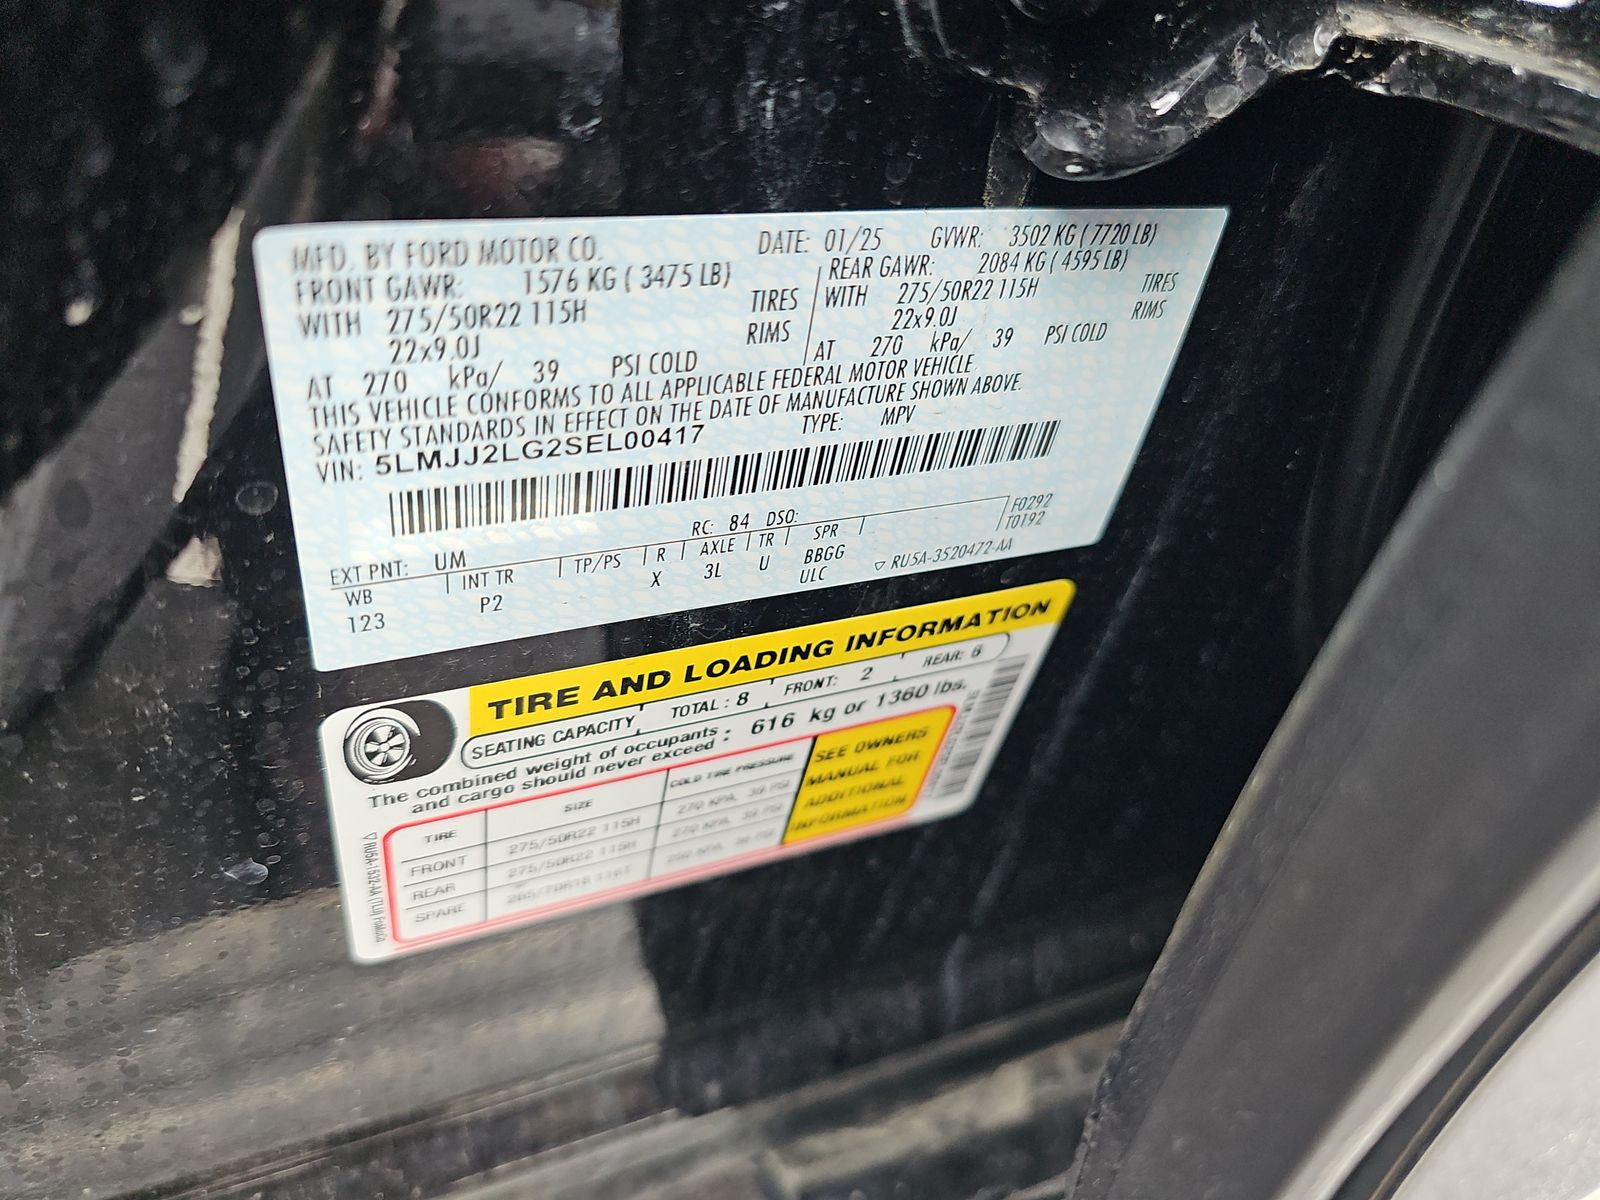 MFD. BY FORD MOTOR CO. DATE: 01/25 GVWR: 3502 KG ( 7720 LB)
FRONT GAWR: 1576 KG ( 3475 LB) REAR GAWR: 2084 KG ( 4595 LB)
WITH 275/50R22 115H TIRES WITH 275/50R22 115H TIRES
22x9.0J RIMS 22x9.0J RIMS
AT 270 kPa/ 39 PSI COLD AT 270 kPa/ 39 PSI COLD
THIS VEHICLE CONFORMS TO ALL APPLICABLE FEDERAL MOTOR VEHICLE
SAFETY STANDARDS IN EFFECT ON THE DATE OF MANUFACTURE SHOWN ABOVE.
VIN: 5LMJJ2LG2SEL00417 TYPE: MPV
F0292
RC: 84 DSO: T0192
EXT PNT: UM
WB INT TR TP/PS R AXLE TR SPR
123 P2 X 3L U BBGG
ULC
RU5A-3520472-AA
TIRE AND LOADING INFORMATION
SEATING CAPACITY TOTAL : 8 FRONT: 2 REAR: 6
The combined weight of occupants : 616 kg or 1360 lbs.
and cargo should never exceed
TIRE SIZE COLD TIRE PRESSURE
FRONT 275/50R22 115H 270 KPA, 39 PSI
REAR 275/50R22 115H 270 KPA, 39 PSI
SPARE
SEE OWNERS
MANUAL FOR
ADDITIONAL
INFORMATION
RU5A-1532-AA (TLU) FoMoCo